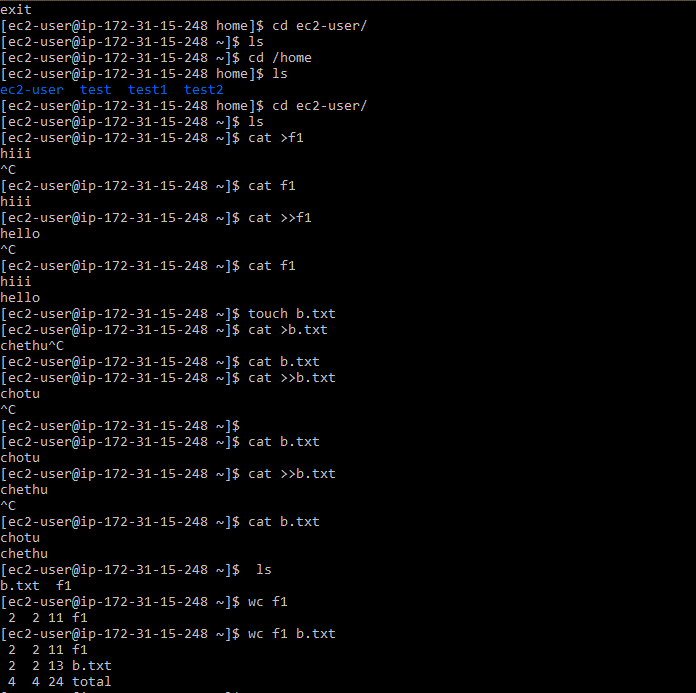 exit
[ec2-user@ip-172-31-15-248 home]$ cd ec2-user/
[ec2-user@ip-172-31-15-248 ~]$ ls
[ec2-user@ip-172-31-15-248 ~]$ cd /home
[ec2-user@ip-172-31-15-248 home]$ ls
ec2-user  test  test1  test2
[ec2-user@ip-172-31-15-248 home]$ cd ec2-user/
[ec2-user@ip-172-31-15-248 ~]$ ls
[ec2-user@ip-172-31-15-248 ~]$ cat >f1
hiii
^C
[ec2-user@ip-172-31-15-248 ~]$ cat f1
hiii
[ec2-user@ip-172-31-15-248 ~]$ cat >>f1
hello
^C
[ec2-user@ip-172-31-15-248 ~]$ cat f1
hiii
hello
[ec2-user@ip-172-31-15-248 ~]$ touch b.txt
[ec2-user@ip-172-31-15-248 ~]$ cat >b.txt
chethu^C
[ec2-user@ip-172-31-15-248 ~]$ cat b.txt
[ec2-user@ip-172-31-15-248 ~]$ cat >>b.txt
chotu
^C
[ec2-user@ip-172-31-15-248 ~]$
[ec2-user@ip-172-31-15-248 ~]$ cat b.txt
chotu
[ec2-user@ip-172-31-15-248 ~]$ cat >>b.txt
chethu
^C
[ec2-user@ip-172-31-15-248 ~]$ cat b.txt
chotu
chethu
[ec2-user@ip-172-31-15-248 ~]$  ls
b.txt  f1
[ec2-user@ip-172-31-15-248 ~]$ wc f1
 2  2 11 f1
[ec2-user@ip-172-31-15-248 ~]$ wc f1 b.txt
 2  2 11 f1
 2  2 13 b.txt
 4  4 24 total